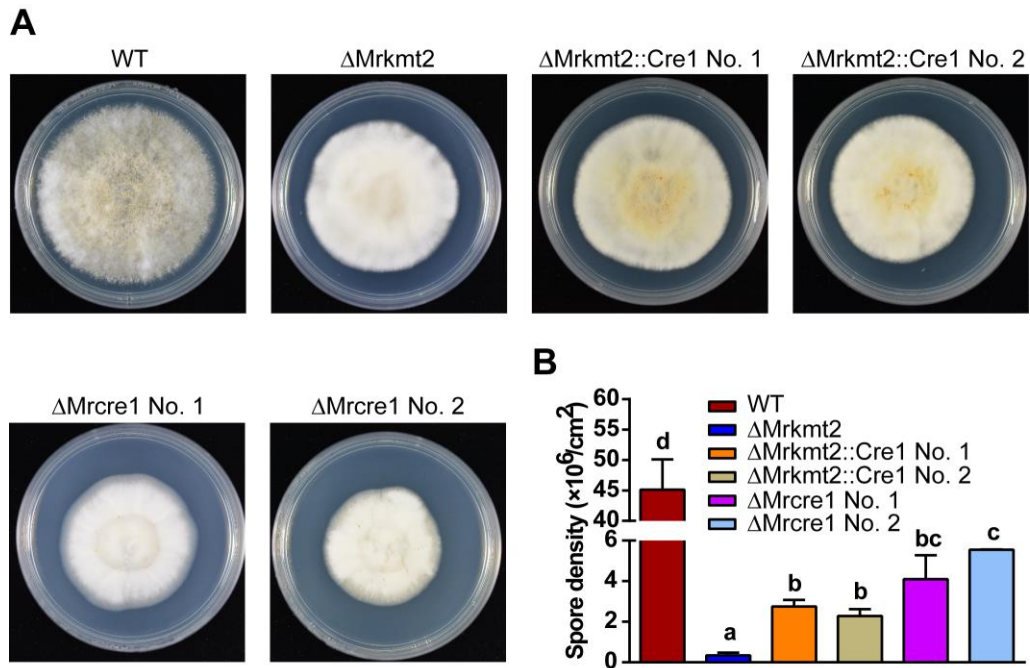 A
WT
ΔMrkmt2
ΔMrkmt2::Cre1 No. 1
ΔMrkmt2::Cre1 No. 2
ΔMrcre1 No. 1
ΔMrcre1 No. 2
B
Spore density (×10⁶/cm²)
60
55
50
45
40
6
4
2
0
WT
ΔMrkmt2
ΔMrkmt2::Cre1 No. 1
ΔMrkmt2::Cre1 No. 2
ΔMrcre1 No. 1
ΔMrcre1 No. 2
d
a
b
b
bc
c